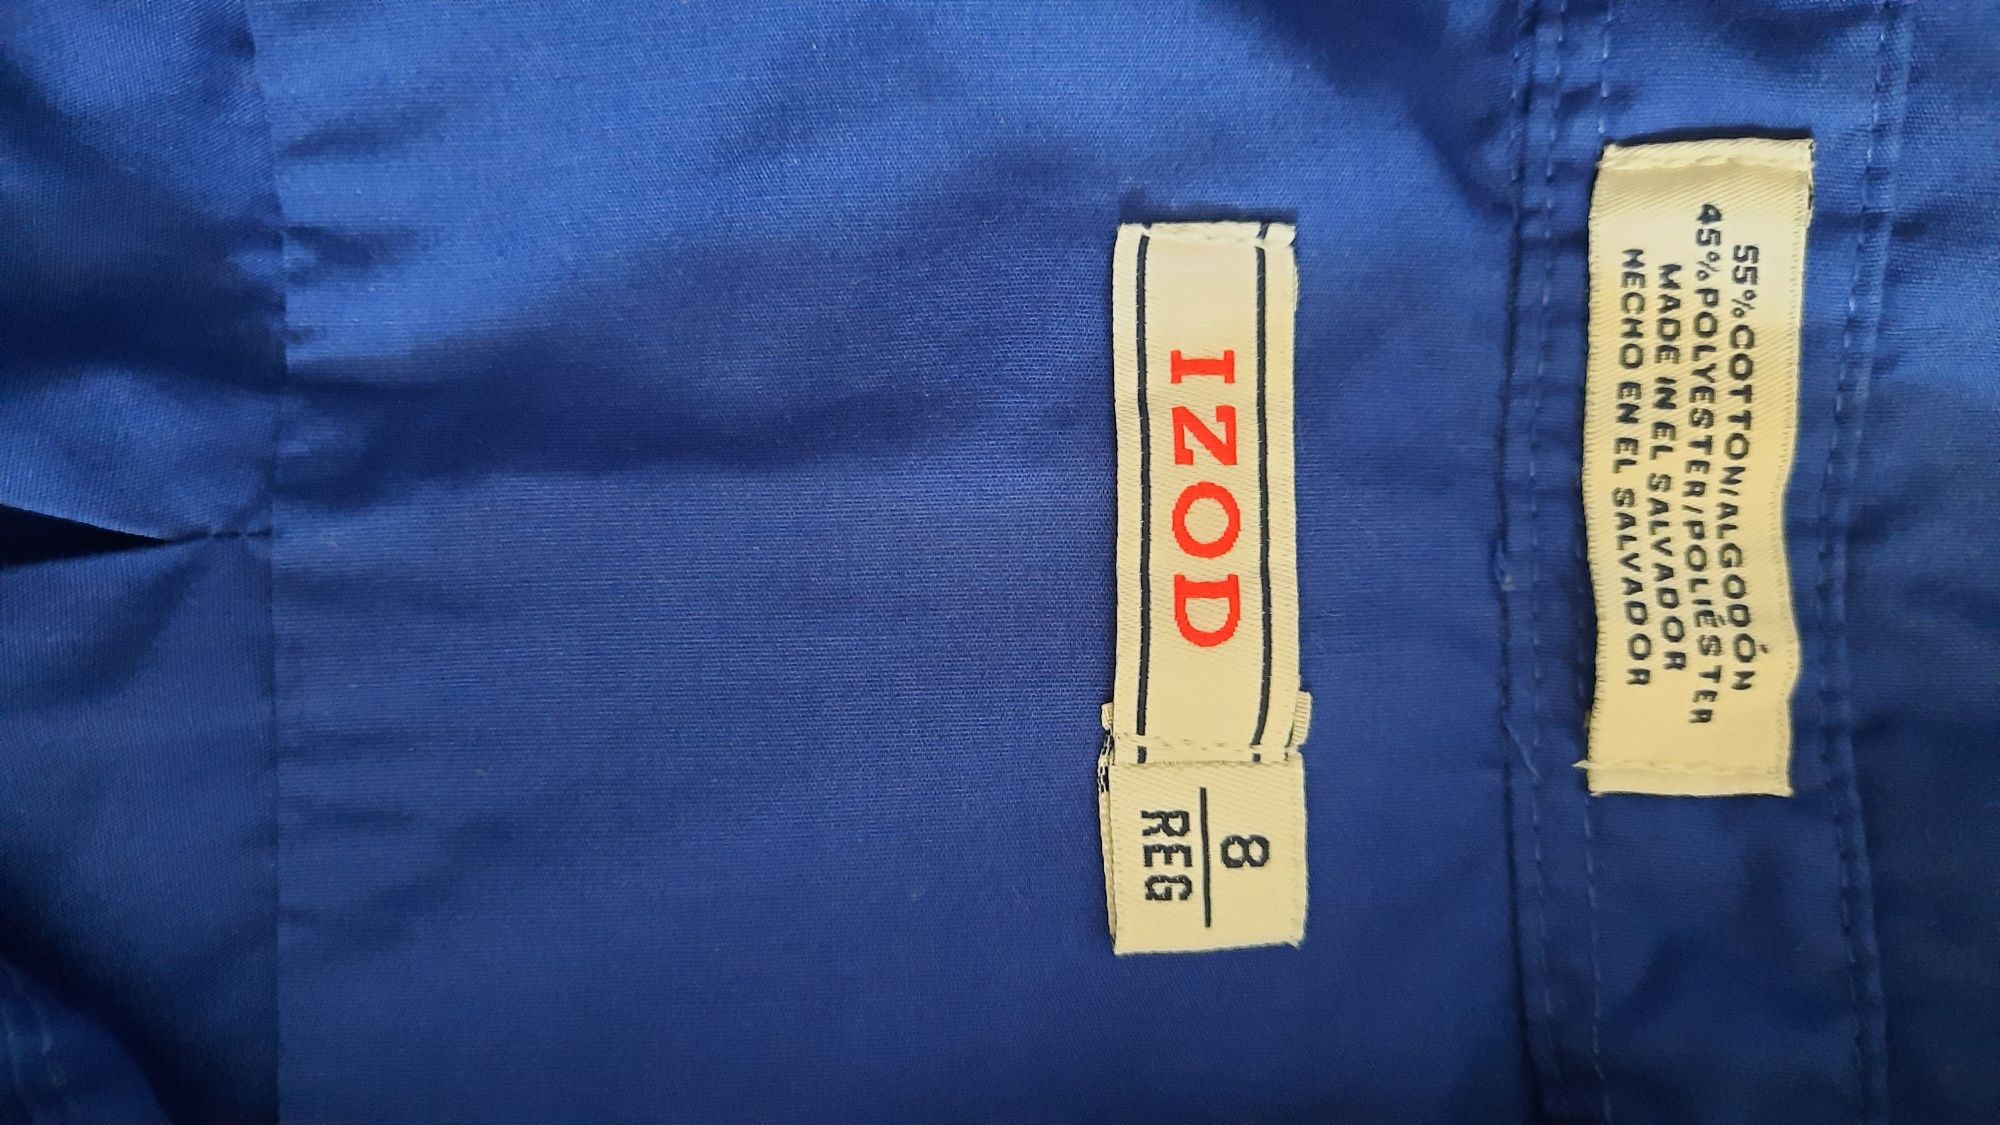 55%COTTON/ALGODÓN
45%POLYESTER/POLIÉSTER
MADE IN EL SALVADOR
HECHO EN EL SALVADOR
IZOD
8
REG